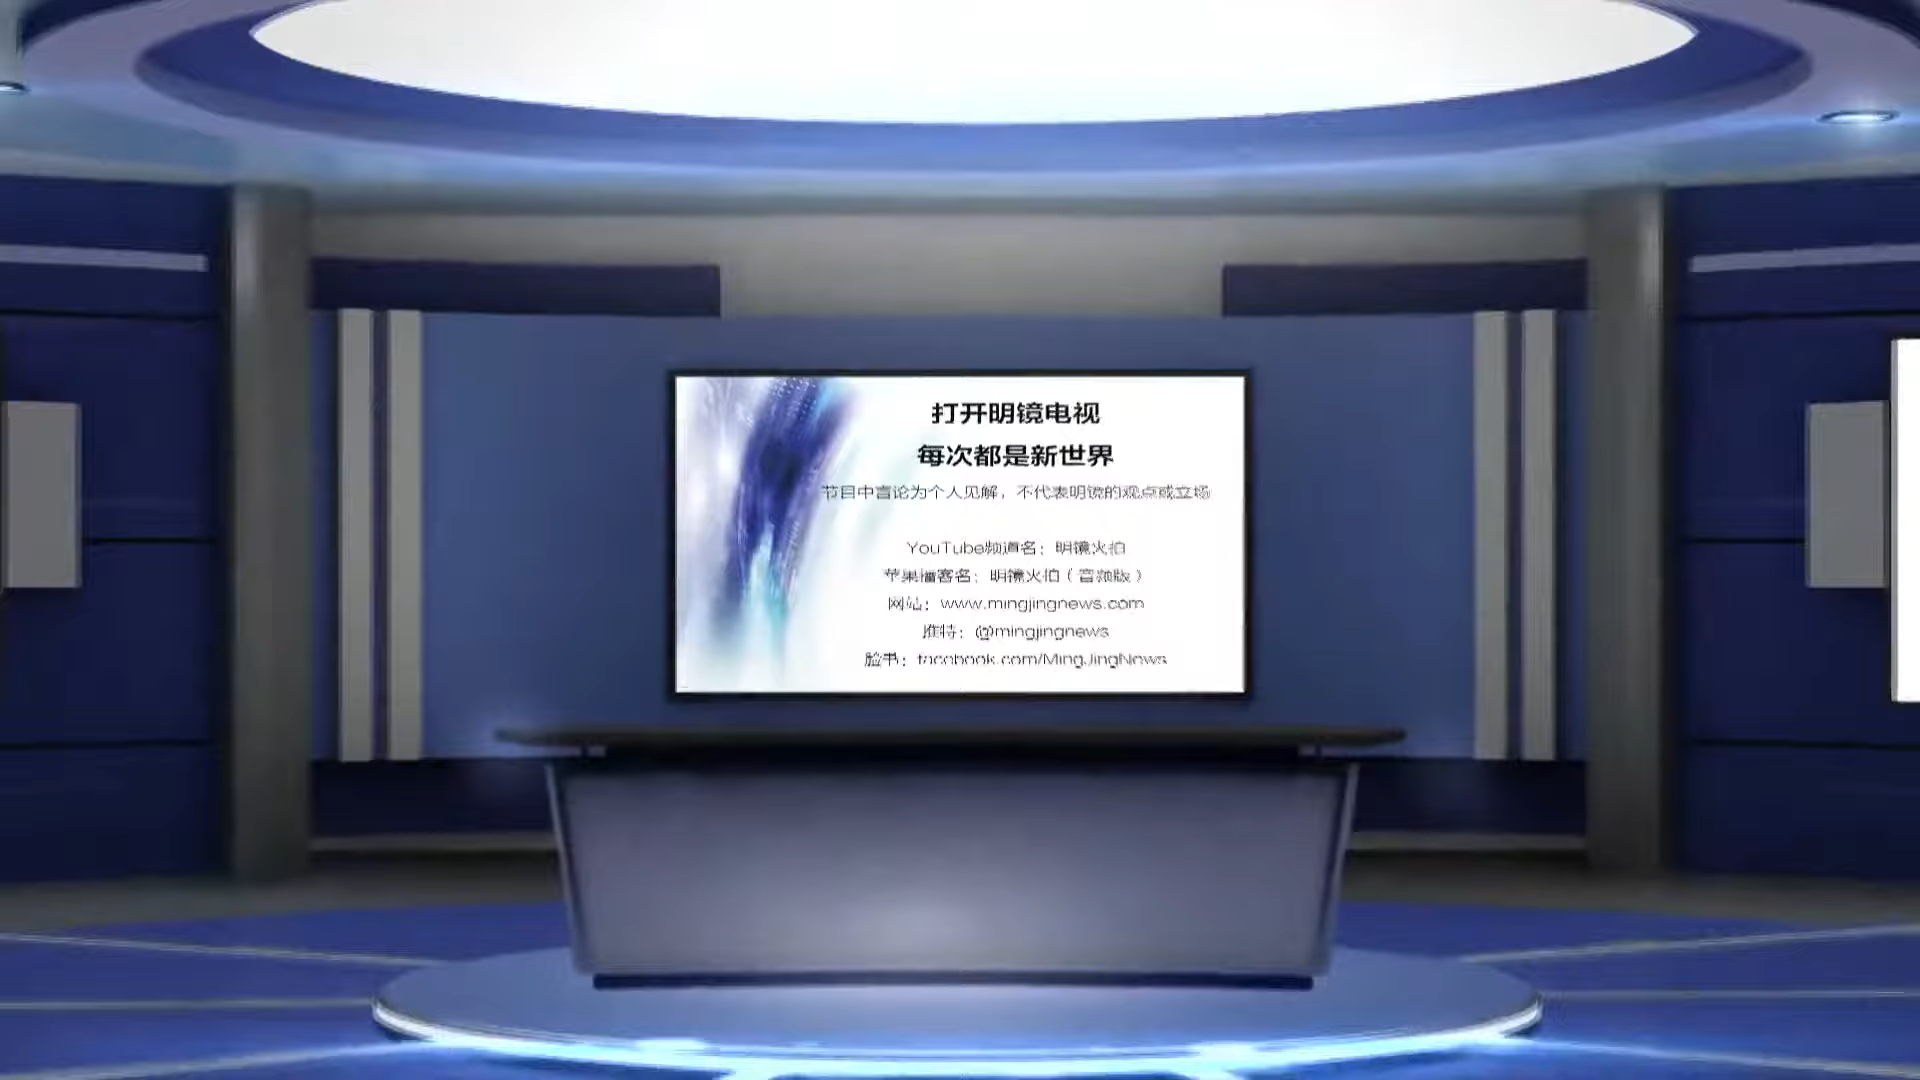 打开明镜电视
每次都是新世界
节目中言论为个人见解，不代表明镜的观点或立场
YouTube频道名：明镜火拍
苹果播客名：明镜火拍（音频版）
网站：www.mingjingnews.com
推特：@mingjingnews
脸书：facebook.com/MingJingNews